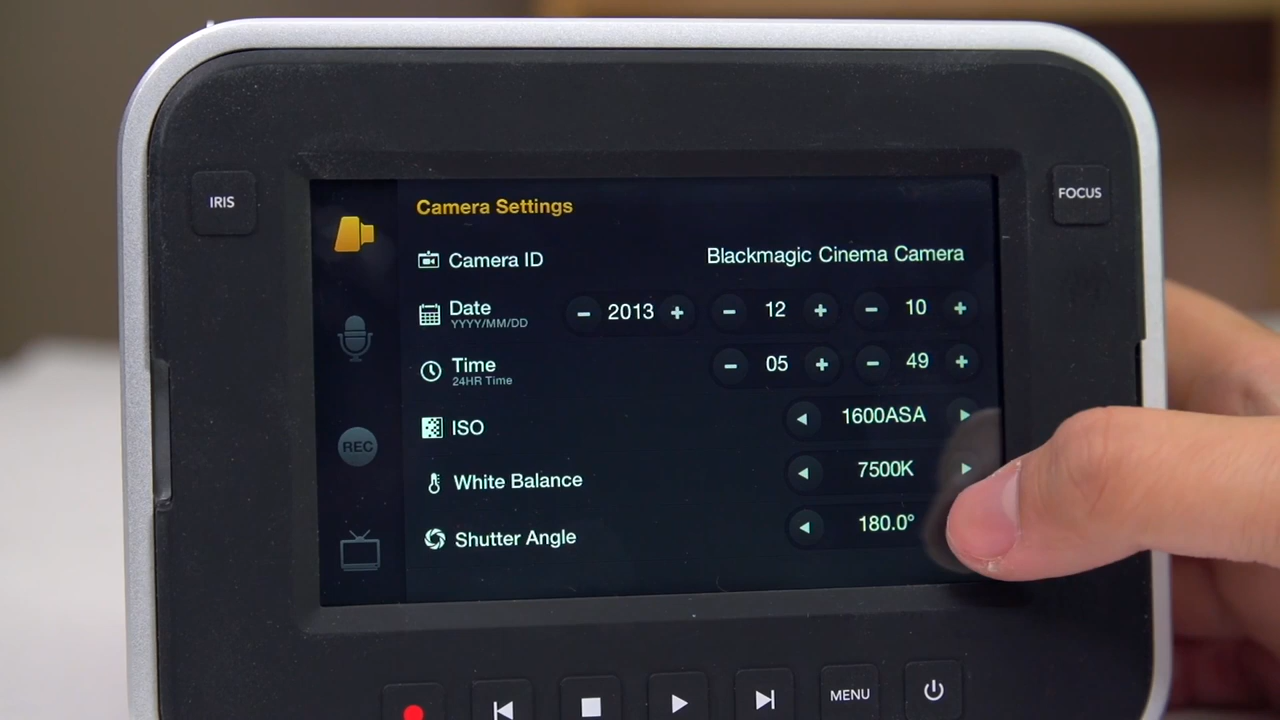 IRIS
FOCUS
Camera Settings
Camera ID Blackmagic Cinema Camera
Date - 2013 + - 12 + - 10 +
YYYY/MM/DD
Time - 05 + - 49 +
24HR Time
ISO 1600ASA
REC
White Balance 7500K
Shutter Angle 180.0°
MENU